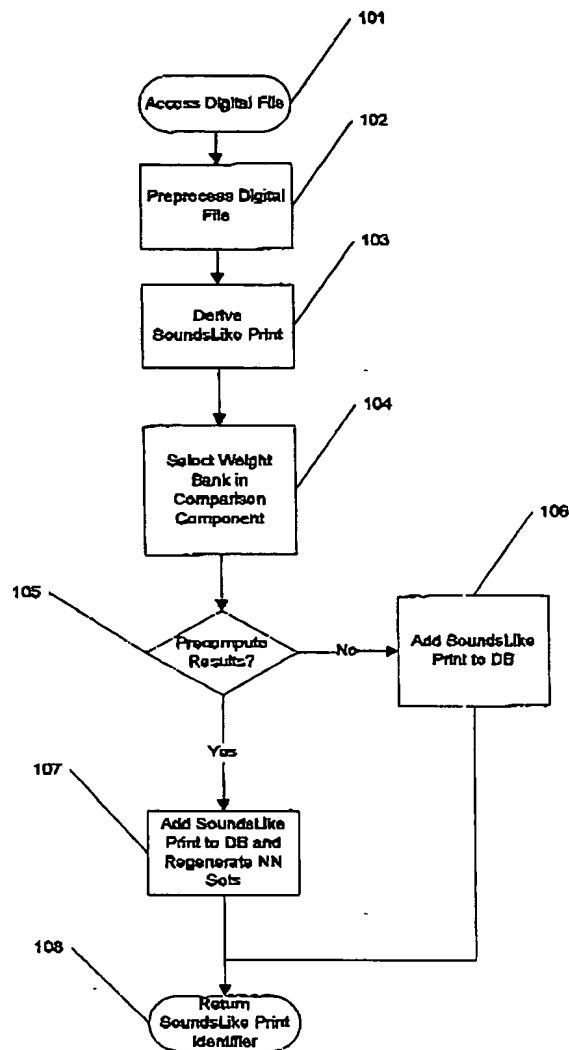 101
Access Digital File
102
Preprocess Digital
File
103
Derive
SoundsLike Print
104
Select Weight
Bank in
Comparison
Component
105
Precompute
Results?
No
106
Add SoundsLike
Print to DB
Yes
107
Add SoundsLike
Print to DB and
Regenerate NN
Sets
108
Return
SoundsLike Print
Identifier